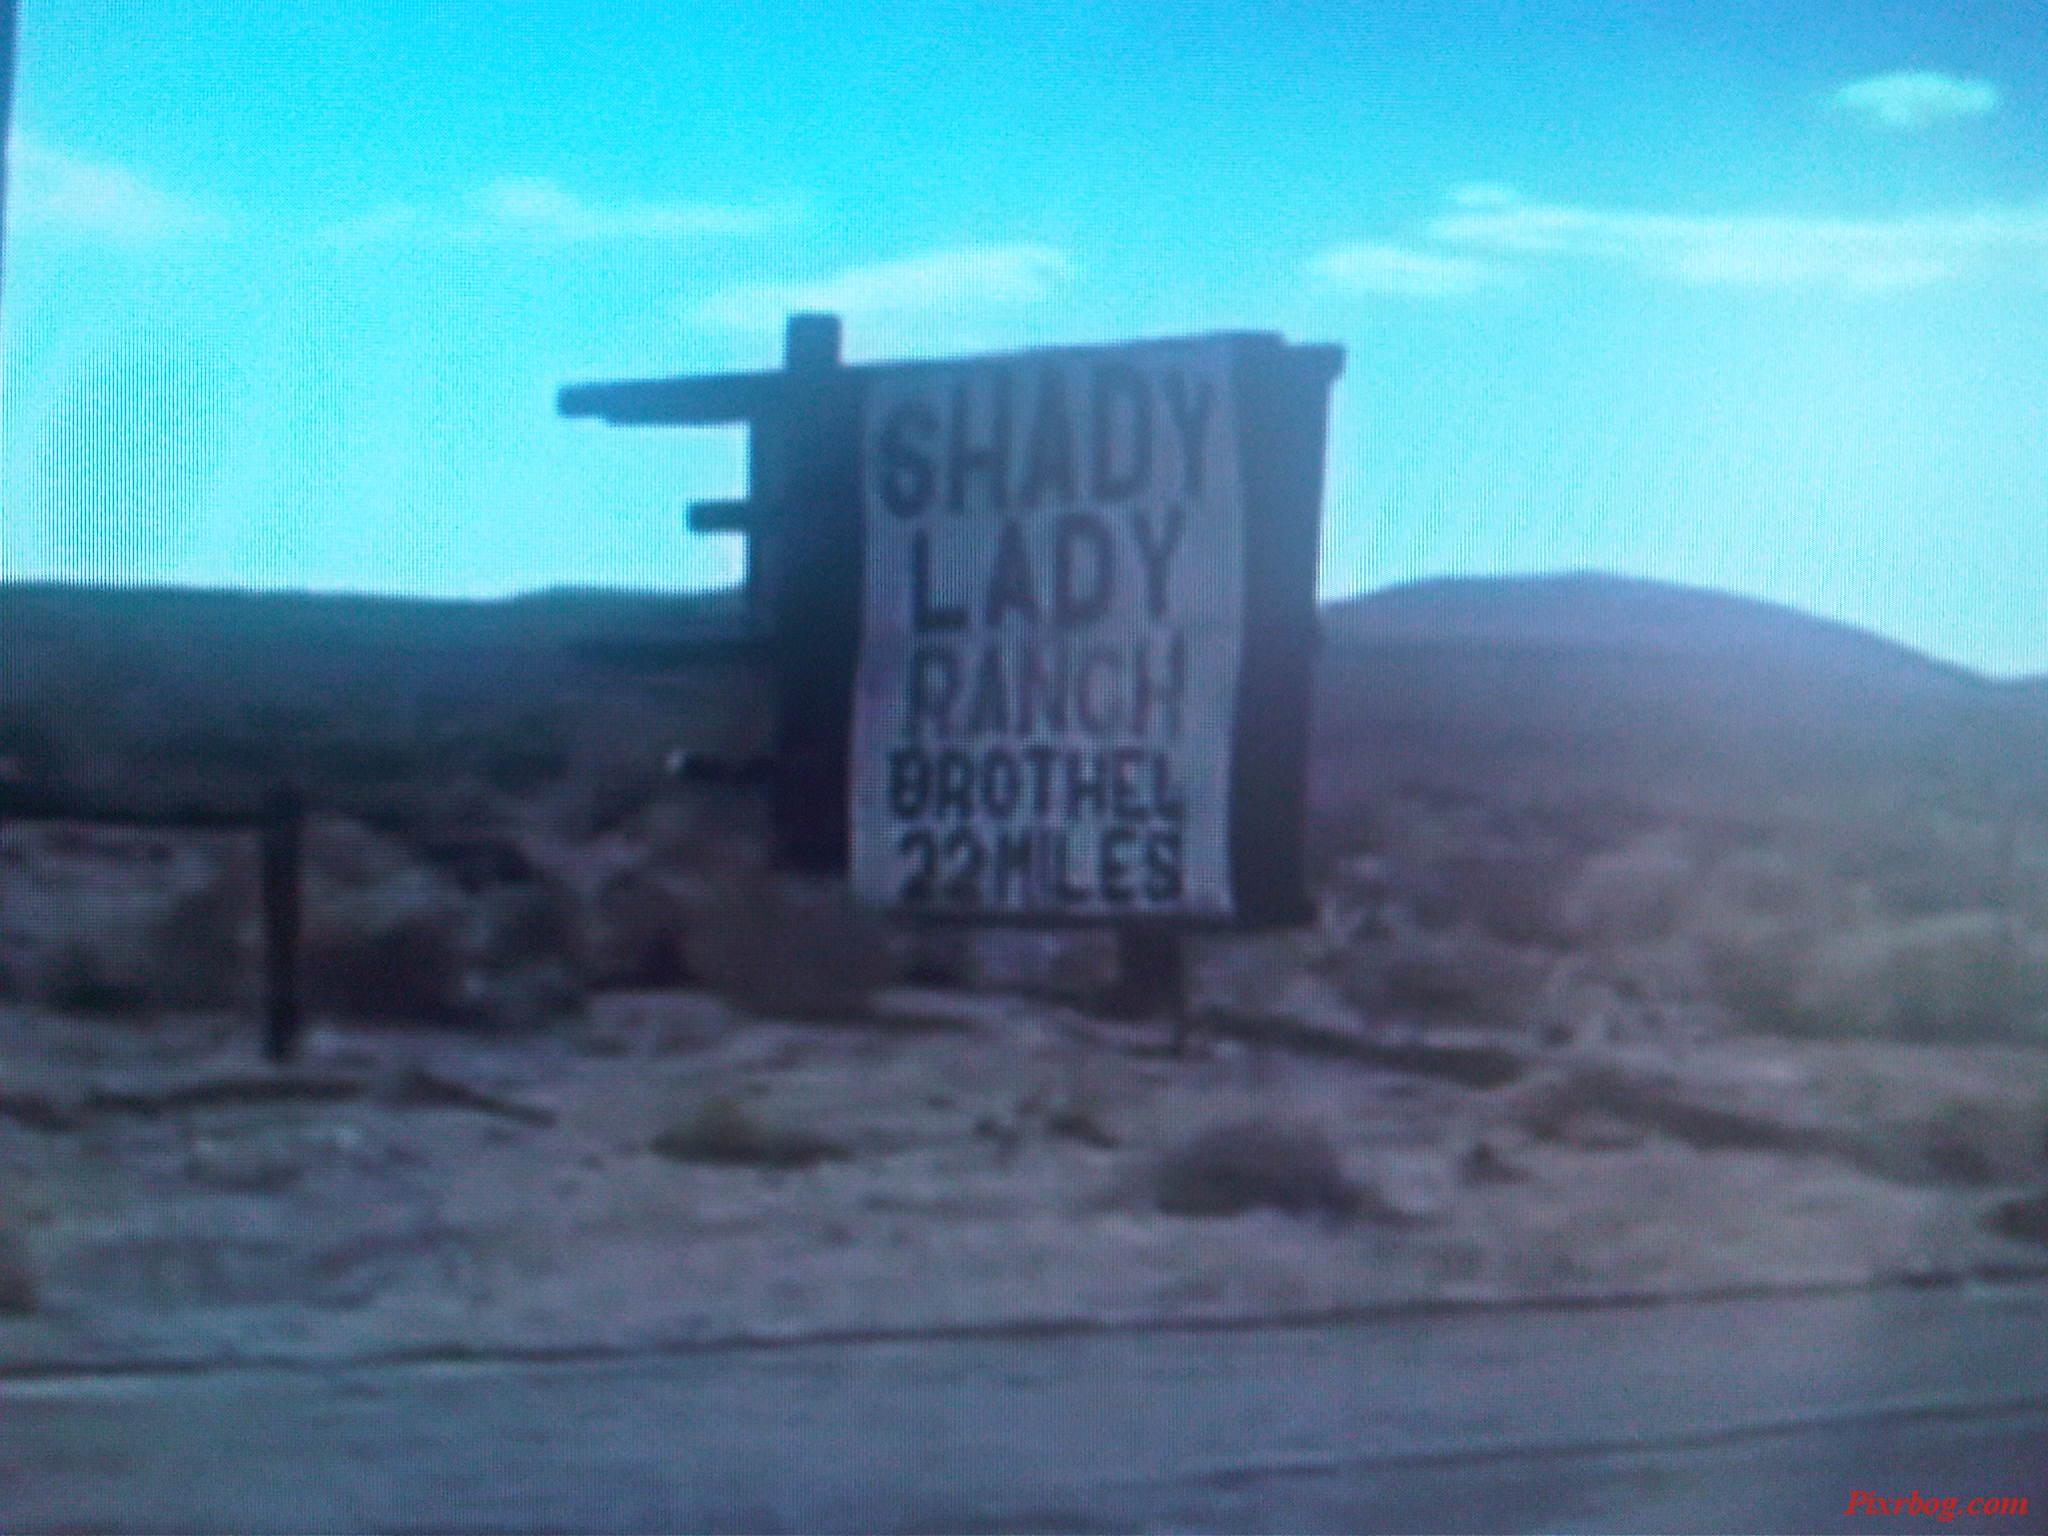 SHADY
LADY
RANCH
BROTHEL
22 MILES
Pixrbog.com